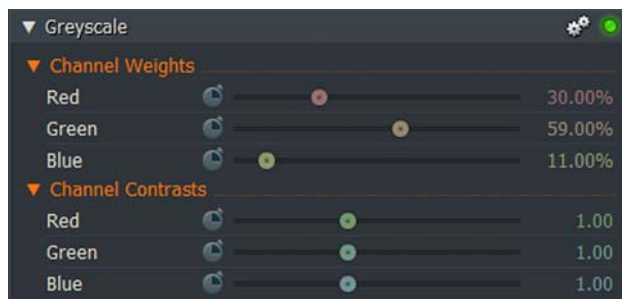 Greyscale
Channel Weights
Red 30.00%
Green 59.00%
Blue 11.00%
Channel Contrasts
Red 1.00
Green 1.00
Blue 1.00